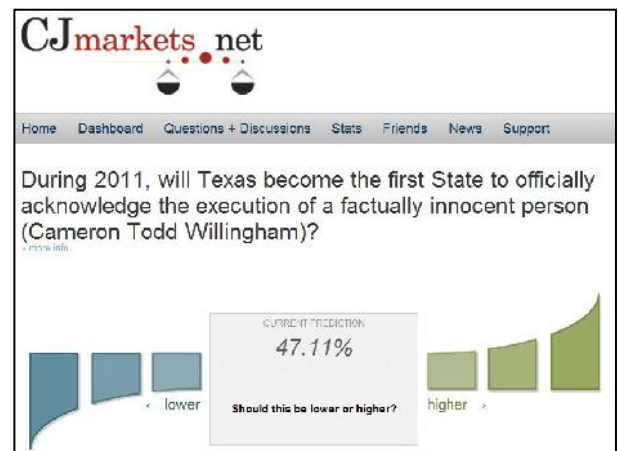 CJmarkets.net
Home Dashboard Questions + Discussions Stats Friends News Support
During 2011, will Texas become the first State to officially
acknowledge the execution of a factually innocent person
(Cameron Todd Willingham)?
» more info
CURRENT PREDICTION
47.11%
‹ lower
Should this be lower or higher?
higher ›